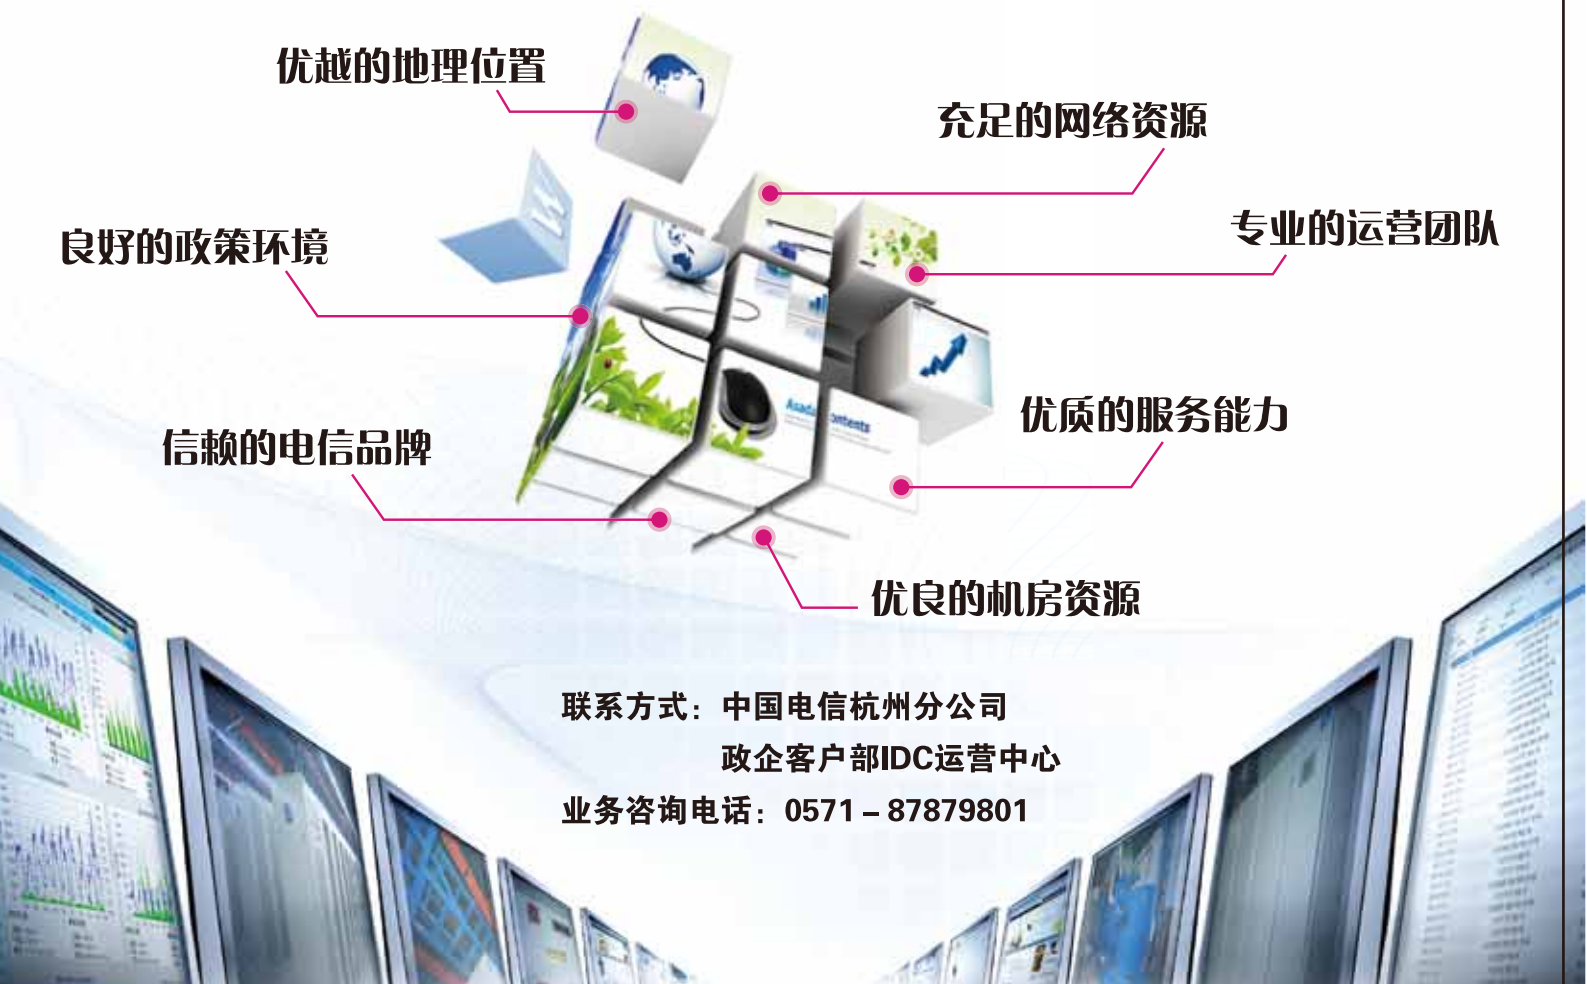 优越的地理位置
充足的网络资源
专业的运营团队
良好的政策环境
优质的服务能力
信赖的电信品牌
优良的机房资源
联系方式：中国电信杭州分公司
政企客户部IDC运营中心
业务咨询电话：0571－87879801